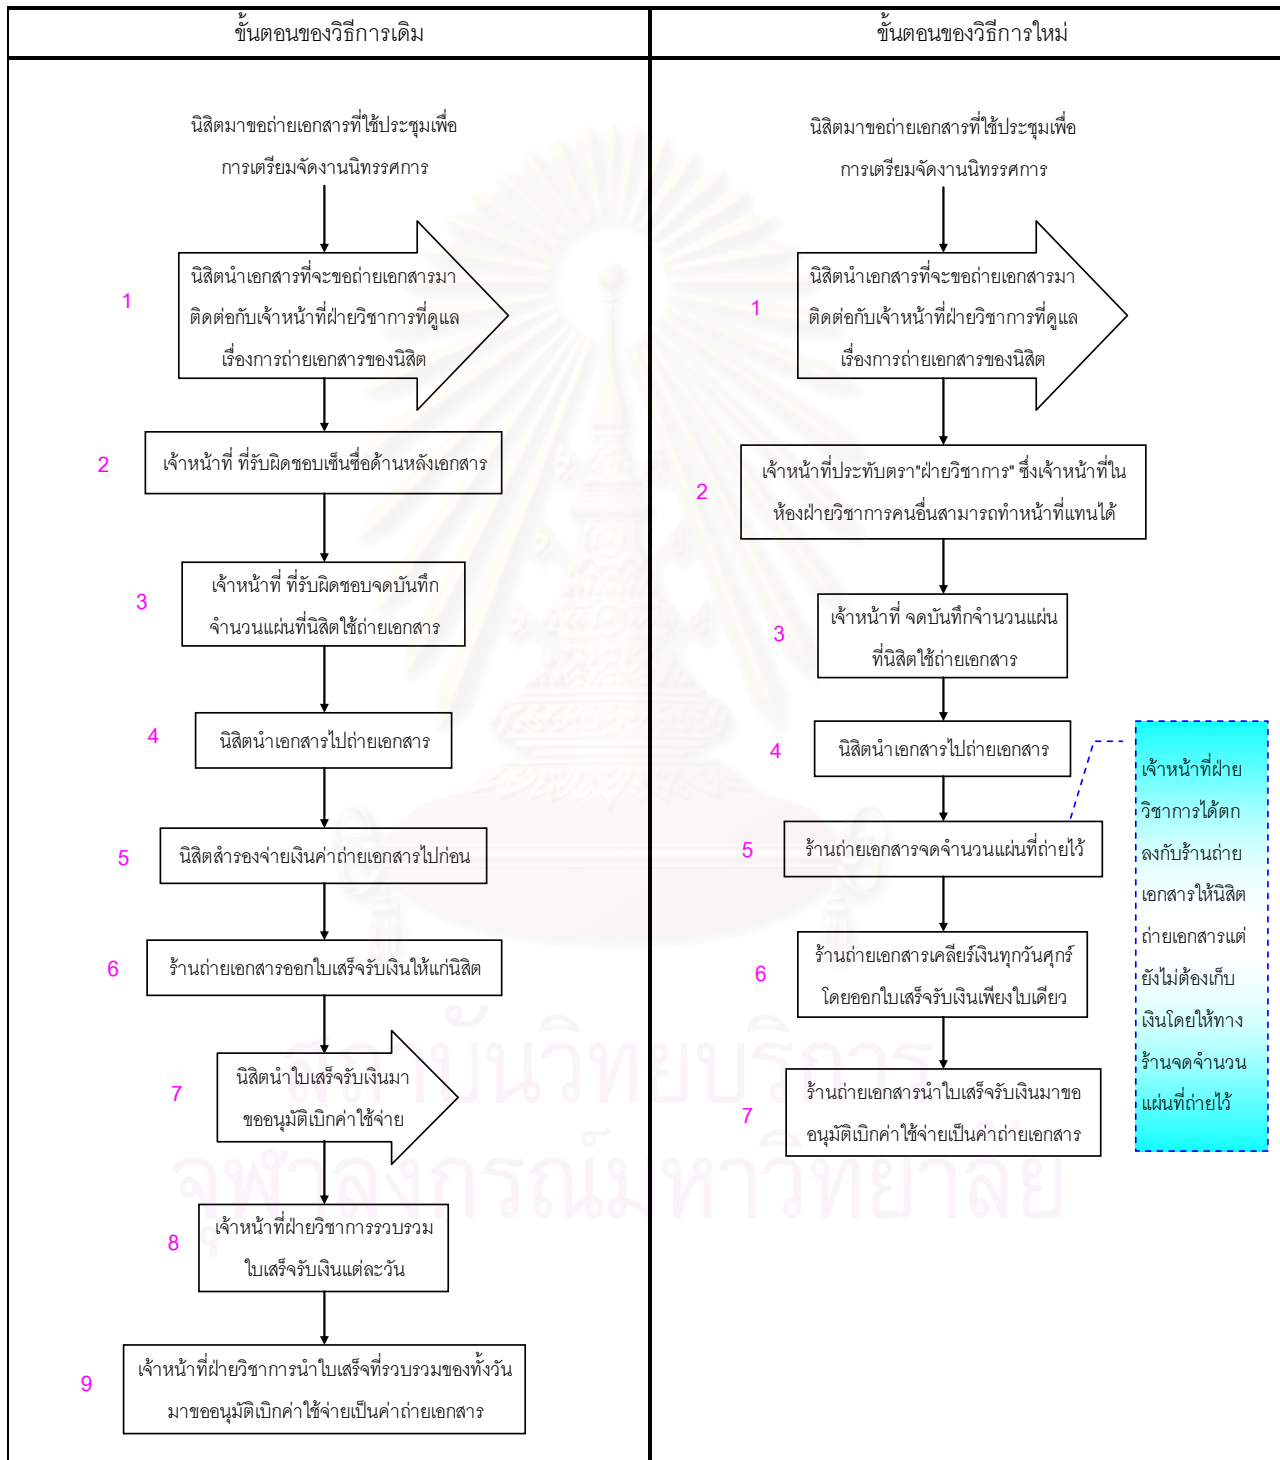 ขั้นตอนของวิธีการเดิม
นิสิตมาขอถ่ายเอกสารที่ใช้ประชุมเพื่อ
การเตรียมจัดงานนิทรรศการ
1
นิสิตนำเอกสารที่จะขอถ่ายเอกสารมา
ติดต่อกับเจ้าหน้าที่ฝ่ายวิชาการที่ดูแล
เรื่องการถ่ายเอกสารของนิสิต
2
เจ้าหน้าที่ ที่รับผิดชอบเซ็นชื่อด้านหลังเอกสาร
3
เจ้าหน้าที่ ที่รับผิดชอบจดบันทึก
จำนวนแผ่นที่นิสิตใช้ถ่ายเอกสาร
4
นิสิตนำเอกสารไปถ่ายเอกสาร
5
นิสิตสำรองจ่ายเงินค่าถ่ายเอกสารไปก่อน
6
ร้านถ่ายเอกสารออกใบเสร็จรับเงินให้แก่นิสิต
7
นิสิตนำใบเสร็จรับเงินมา
ขออนุมัติเบิกค่าใช้จ่าย
8
เจ้าหน้าที่ฝ่ายวิชาการรวบรวม
ใบเสร็จรับเงินแต่ละวัน
9
เจ้าหน้าที่ฝ่ายวิชาการนำใบเสร็จที่รวบรวมของทั้งวัน
มาขออนุมัติเบิกค่าใช้จ่ายเป็นค่าถ่ายเอกสาร
ขั้นตอนของวิธีการใหม่
นิสิตมาขอถ่ายเอกสารที่ใช้ประชุมเพื่อ
การเตรียมจัดงานนิทรรศการ
1
นิสิตนำเอกสารที่จะขอถ่ายเอกสารมา
ติดต่อกับเจ้าหน้าที่ฝ่ายวิชาการที่ดูแล
เรื่องการถ่ายเอกสารของนิสิต
2
เจ้าหน้าที่ประทับตรา"ฝ่ายวิชาการ" ซึ่งเจ้าหน้าที่ใน
ห้องฝ่ายวิชาการคนอื่นสามารถทำหน้าที่แทนได้
3
เจ้าหน้าที่ จดบันทึกจำนวนแผ่น
ที่นิสิตใช้ถ่ายเอกสาร
4
นิสิตนำเอกสารไปถ่ายเอกสาร
5
ร้านถ่ายเอกสารจดจำนวนแผ่นที่ถ่ายไว้
6
ร้านถ่ายเอกสารเคลียร์เงินทุกวันศุกร์
โดยออกใบเสร็จรับเงินเพียงใบเดียว
7
ร้านถ่ายเอกสารนำใบเสร็จรับเงินมาขอ
อนุมัติเบิกค่าใช้จ่ายเป็นค่าถ่ายเอกสาร
เจ้าหน้าที่ฝ่าย
วิชาการได้ตก
ลงกับร้านถ่าย
เอกสารให้นิสิต
ถ่ายเอกสารแต่
ยังไม่ต้องเก็บ
เงินโดยให้ทาง
ร้านจดจำนวน
แผ่นที่ถ่ายไว้
สถาบันวิทยบริการ
จุฬาลงกรณ์มหาวิทยาลัย